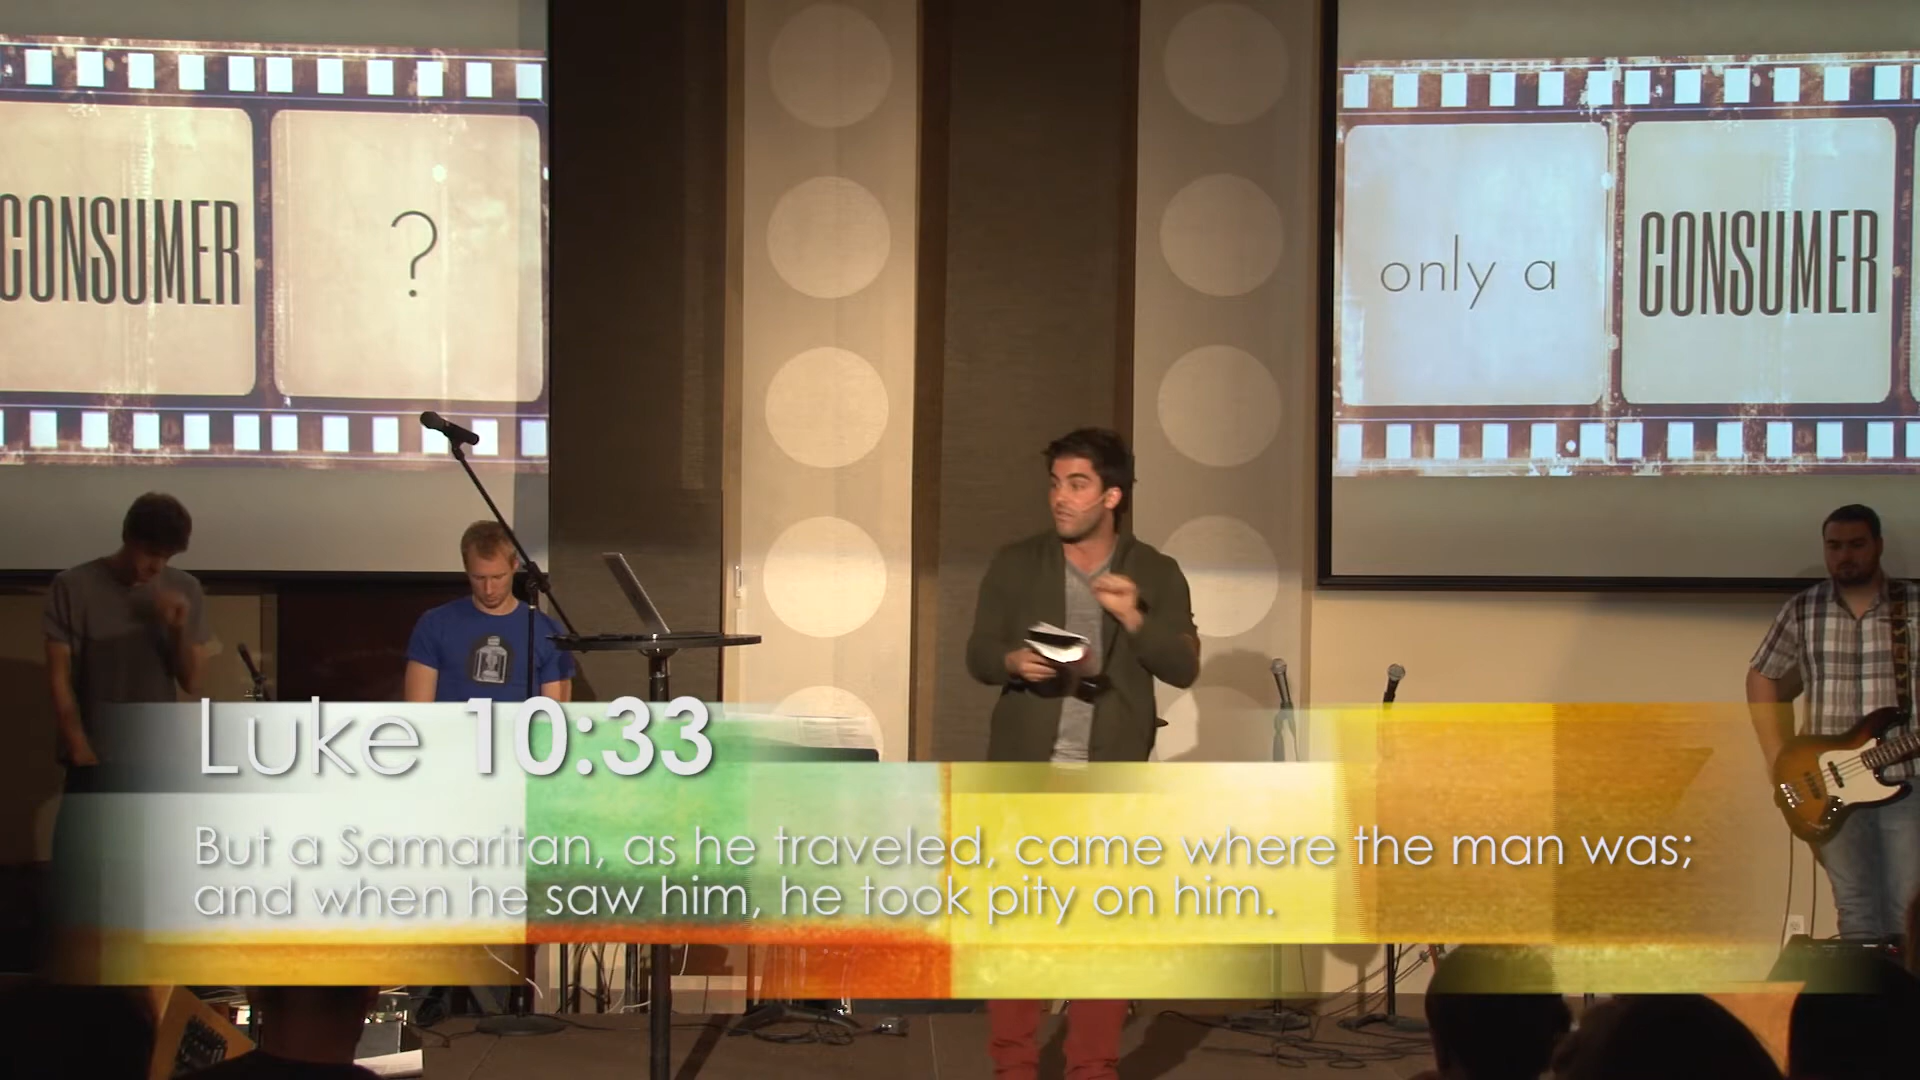 CONSUMER
?
only a
CONSUMER
Luke 10:33
But a Samaritan, as he traveled, came where the man was;
and when he saw him, he took pity on him.